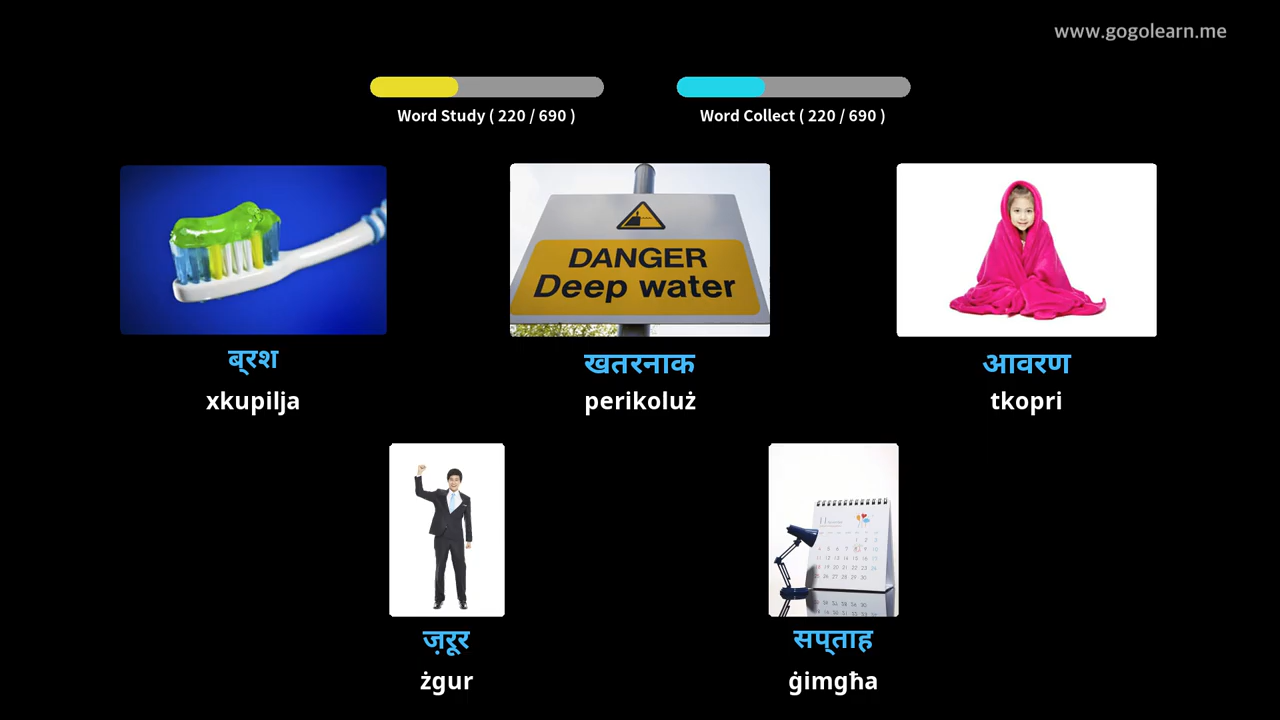 www.gogolearn.me
Word Study ( 220 / 690 )
Word Collect ( 220 / 690 )
DANGER
Deep water
ब्रश
xkupilja
खतरनाक
perikoluż
आवरण
tkopri
ज़रूर
żgur
सप्ताह
ġimgħa